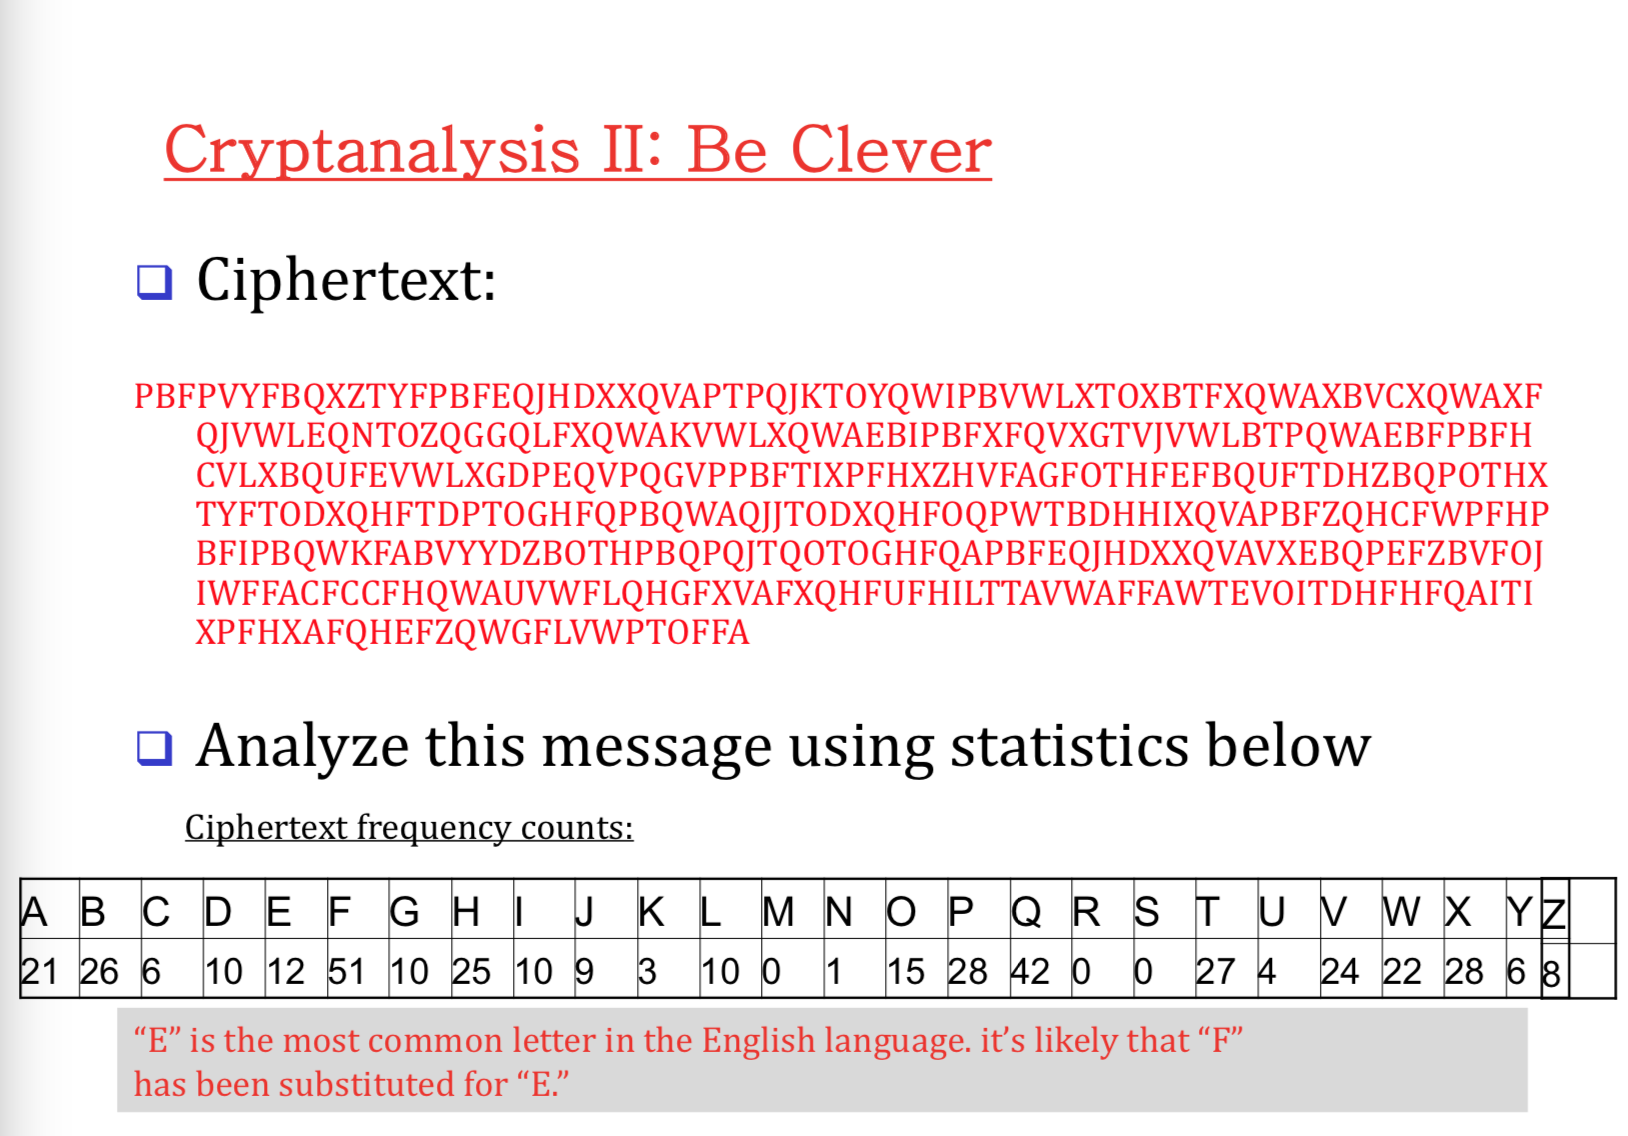 Cryptanalysis II: Be Clever
❑ Ciphertext:
PBFPVYFBQXZTYFPBFEQJHDXXQVAPTPQJKTOYQWIPBVWLXTOXBTFXQWAXBVCXQWAXF
QJVWLEQNTOZQGGQLFXQWAKVWLXQWAEBIPBFXFQVXGTVJVWLBTPQWAEBFPBFH
CVLXBQUFEVWLXGDPEQVPQGVPPBFTIXPFHXZHVFAGFOTHFEFBQUFTDHZBQPOTHX
TYFTODXQHFTDPTOGHFQPBQWAQJJTODXQHFOQPWTBDHHIXQVAPBFZQHCFWPFHP
BFIPBQWKFABVYYDZBOTHPBQPQJTQOTOGHFQAPBFEQJHDXXQVAVXEBQPEFZBVFOJ
IWFFACFCCFHQWAUVWFLQHGFXVAFXQHFUFHILTTAVWAFFAWTEVOITDHFHFQAITI
XPFHXAFQHEFZQWGFLVWPTOFFA
❑ Analyze this message using statistics below
Ciphertext frequency counts:
A B C D E F G H I J K L M N O P Q R S T U V W X Y Z
21 26 6 10 12 51 10 25 10 9 3 10 0 1 15 28 42 0 0 27 4 24 22 28 6 8
“E” is the most common letter in the English language. it’s likely that “F”
has been substituted for “E.”